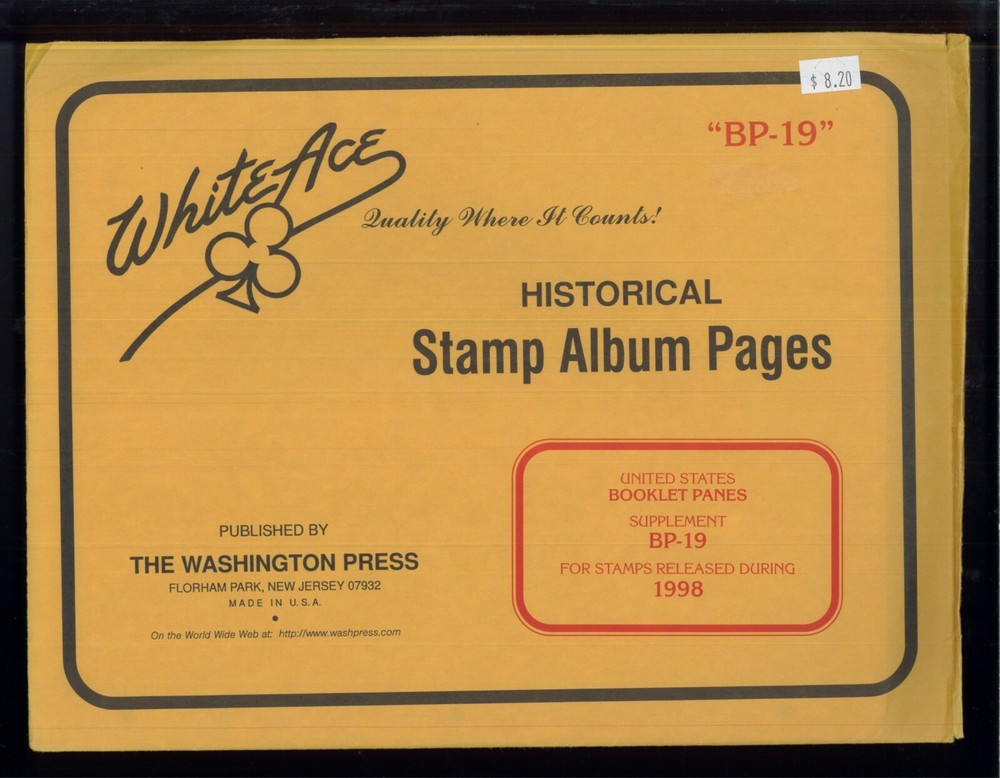 $ 8.20
"BP-19"
WhiteAce
Quality Where It Counts!
HISTORICAL
Stamp Album Pages
PUBLISHED BY
THE WASHINGTON PRESS
FLORHAM PARK, NEW JERSEY 07932
MADE IN U.S.A.
On the World Wide Web at: http://www.washpress.com
UNITED STATES
BOOKLET PANES
SUPPLEMENT
BP-19
FOR STAMPS RELEASED DURING
1998